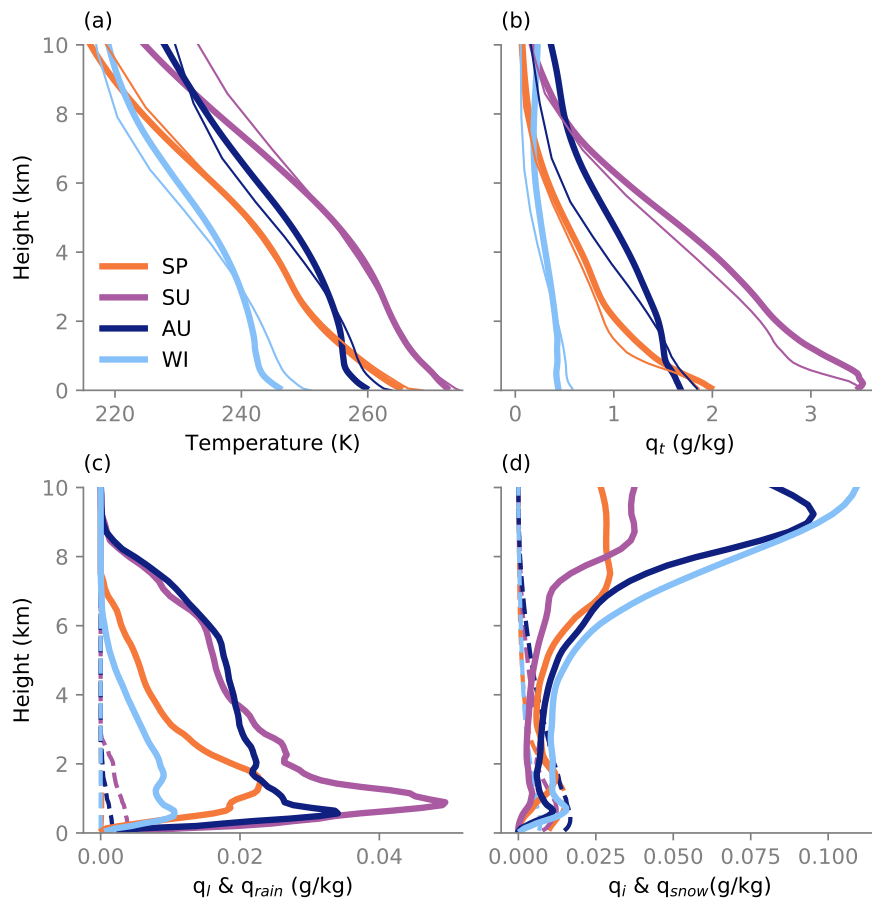 (a)
(b)
10
8
6
4
2
0
Height (km)
SP
SU
AU
WI
220
240
260
Temperature (K)
0
1
2
3
q_t (g/kg)
(c)
(d)
10
8
6
4
2
0
Height (km)
0.00
0.02
0.04
q_l & q_rain (g/kg)
0.000
0.025
0.050
0.075
0.100
q_i & q_snow(g/kg)